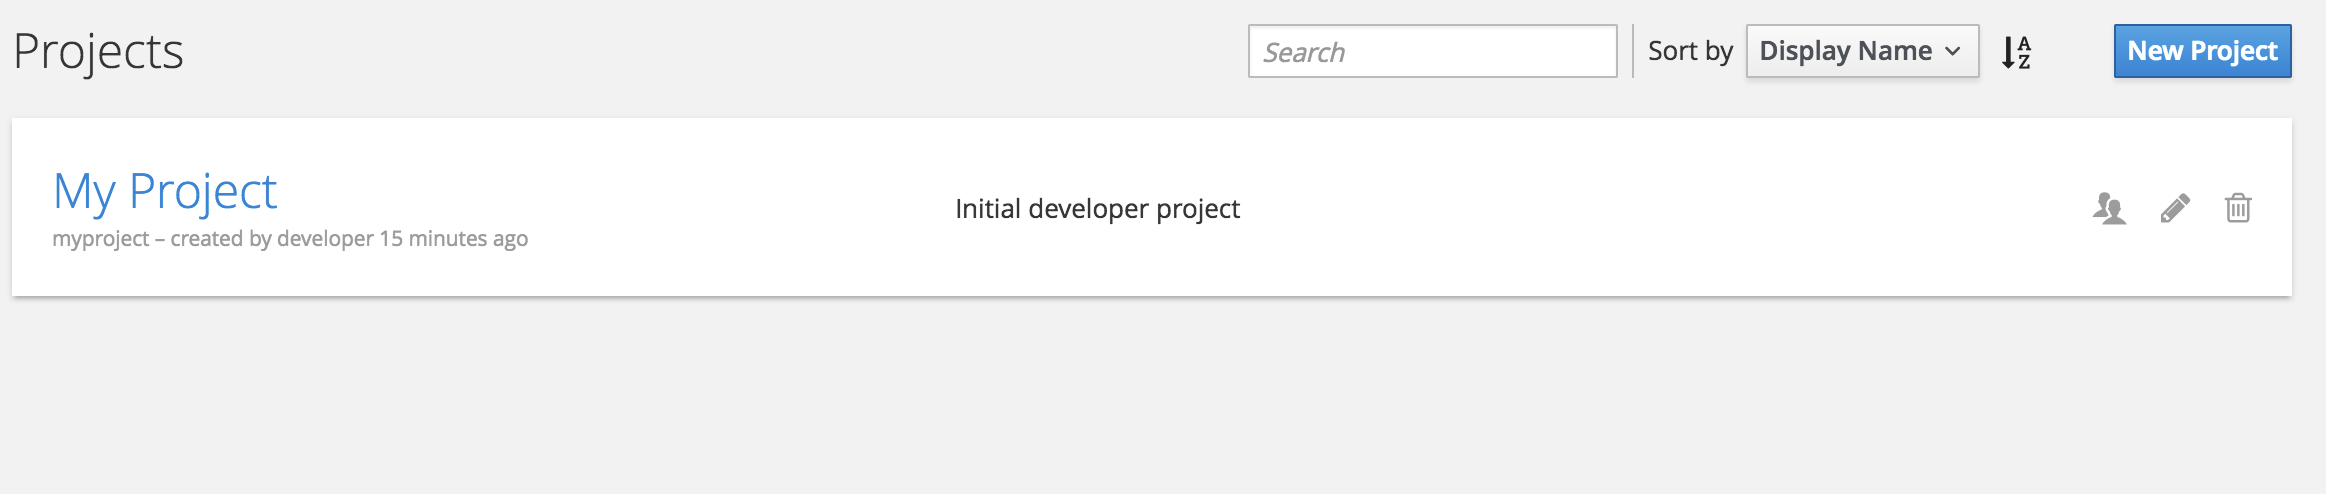 Projects
Search
Sort by
Display Name
A
Z
New Project
My Project
myproject – created by developer 15 minutes ago
Initial developer project